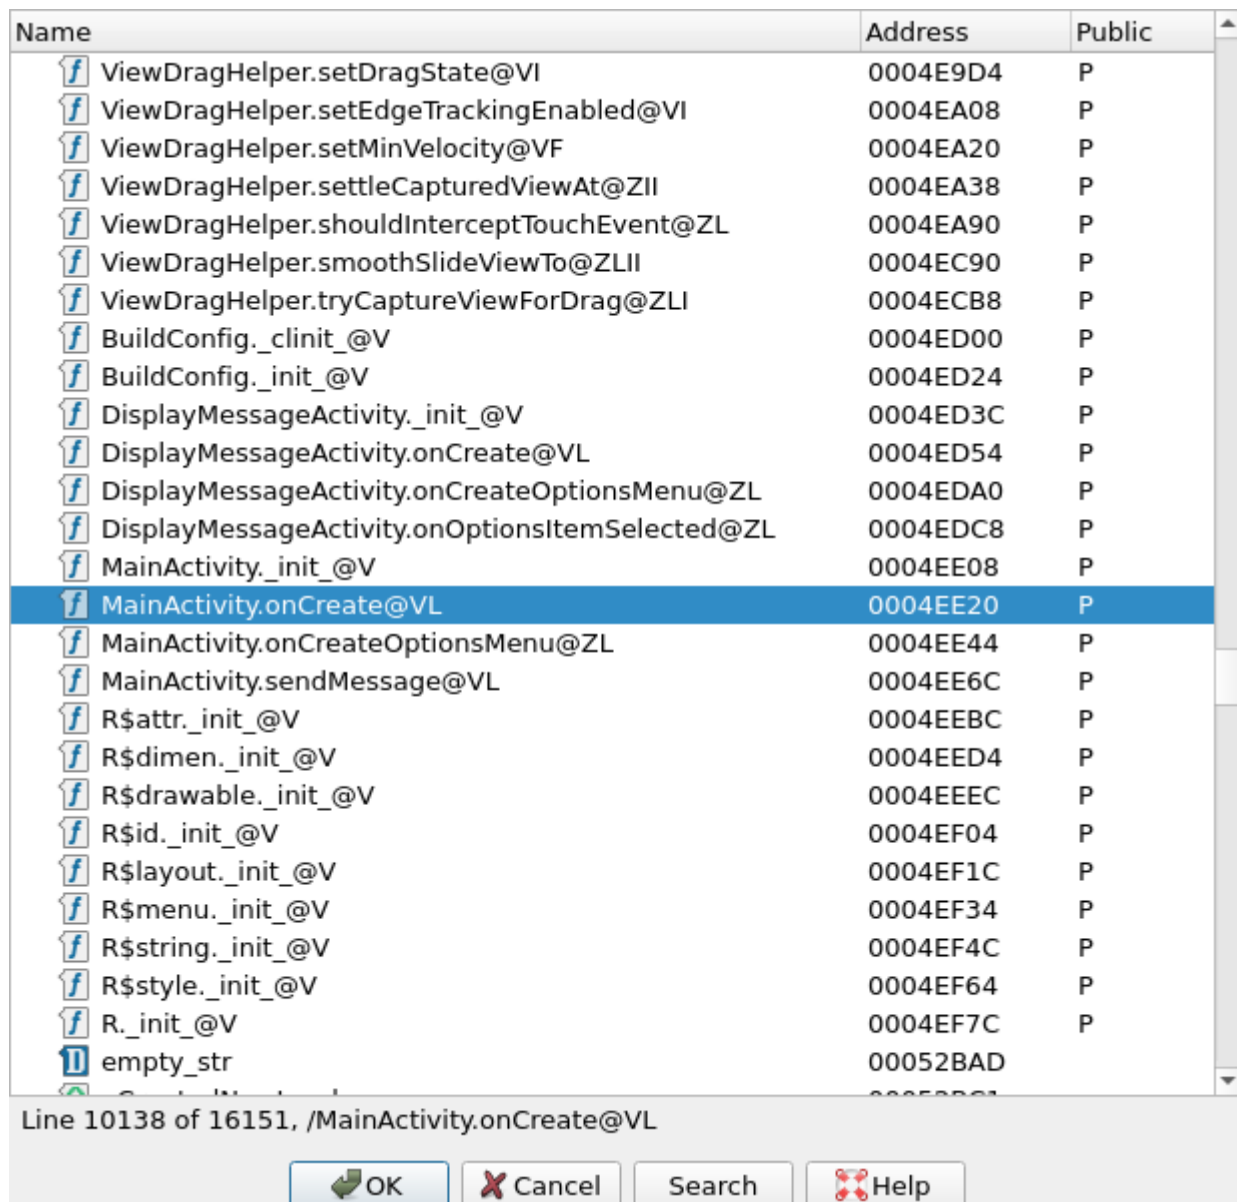 Name Address Public
ViewDragHelper.setDragState@VI 0004E9D4 P
ViewDragHelper.setEdgeTrackingEnabled@VI 0004EA08 P
ViewDragHelper.setMinVelocity@VF 0004EA20 P
ViewDragHelper.settleCapturedViewAt@ZII 0004EA38 P
ViewDragHelper.shouldInterceptTouchEvent@ZL 0004EA90 P
ViewDragHelper.smoothSlideViewTo@ZLII 0004EC90 P
ViewDragHelper.tryCaptureViewForDrag@ZLI 0004ECB8 P
BuildConfig._clinit_@V 0004ED00 P
BuildConfig._init_@V 0004ED24 P
DisplayMessageActivity._init_@V 0004ED3C P
DisplayMessageActivity.onCreate@VL 0004ED54 P
DisplayMessageActivity.onCreateOptionsMenu@ZL 0004EDA0 P
DisplayMessageActivity.onOptionsItemSelected@ZL 0004EDC8 P
MainActivity._init_@V 0004EE08 P
MainActivity.onCreate@VL 0004EE20 P
MainActivity.onCreateOptionsMenu@ZL 0004EE44 P
MainActivity.sendMessage@VL 0004EE6C P
R$attr._init_@V 0004EEBC P
R$dimen._init_@V 0004EED4 P
R$drawable._init_@V 0004EEEC P
R$id._init_@V 0004EF04 P
R$layout._init_@V 0004EF1C P
R$menu._init_@V 0004EF34 P
R$string._init_@V 0004EF4C P
R$style._init_@V 0004EF64 P
R._init_@V 0004EF7C P
empty_str 00052BAD
Line 10138 of 16151, /MainActivity.onCreate@VL
OK Cancel Search Help